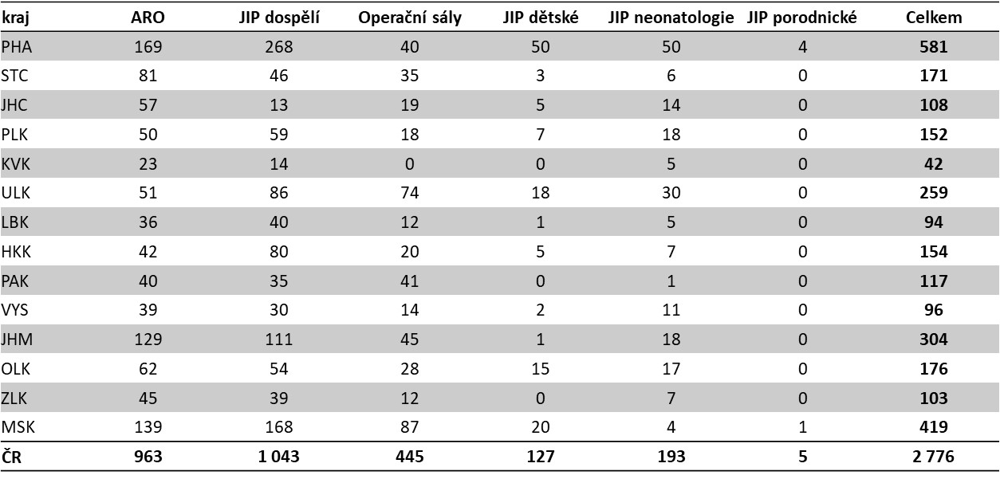 kraj ARO JIP dospělí Operační sály JIP dětské JIP neonatologie JIP porodnické Celkem
PHA 169 268 40 50 50 4 581
STC 81 46 35 3 6 0 171
JHC 57 13 19 5 14 0 108
PLK 50 59 18 7 18 0 152
KVK 23 14 0 0 5 0 42
ULK 51 86 74 18 30 0 259
LBK 36 40 12 1 5 0 94
HKK 42 80 20 5 7 0 154
PAK 40 35 41 0 1 0 117
VYS 39 30 14 2 11 0 96
JHM 129 111 45 1 18 0 304
OLK 62 54 28 15 17 0 176
ZLK 45 39 12 0 7 0 103
MSK 139 168 87 20 4 1 419
ČR 963 1 043 445 127 193 5 2 776